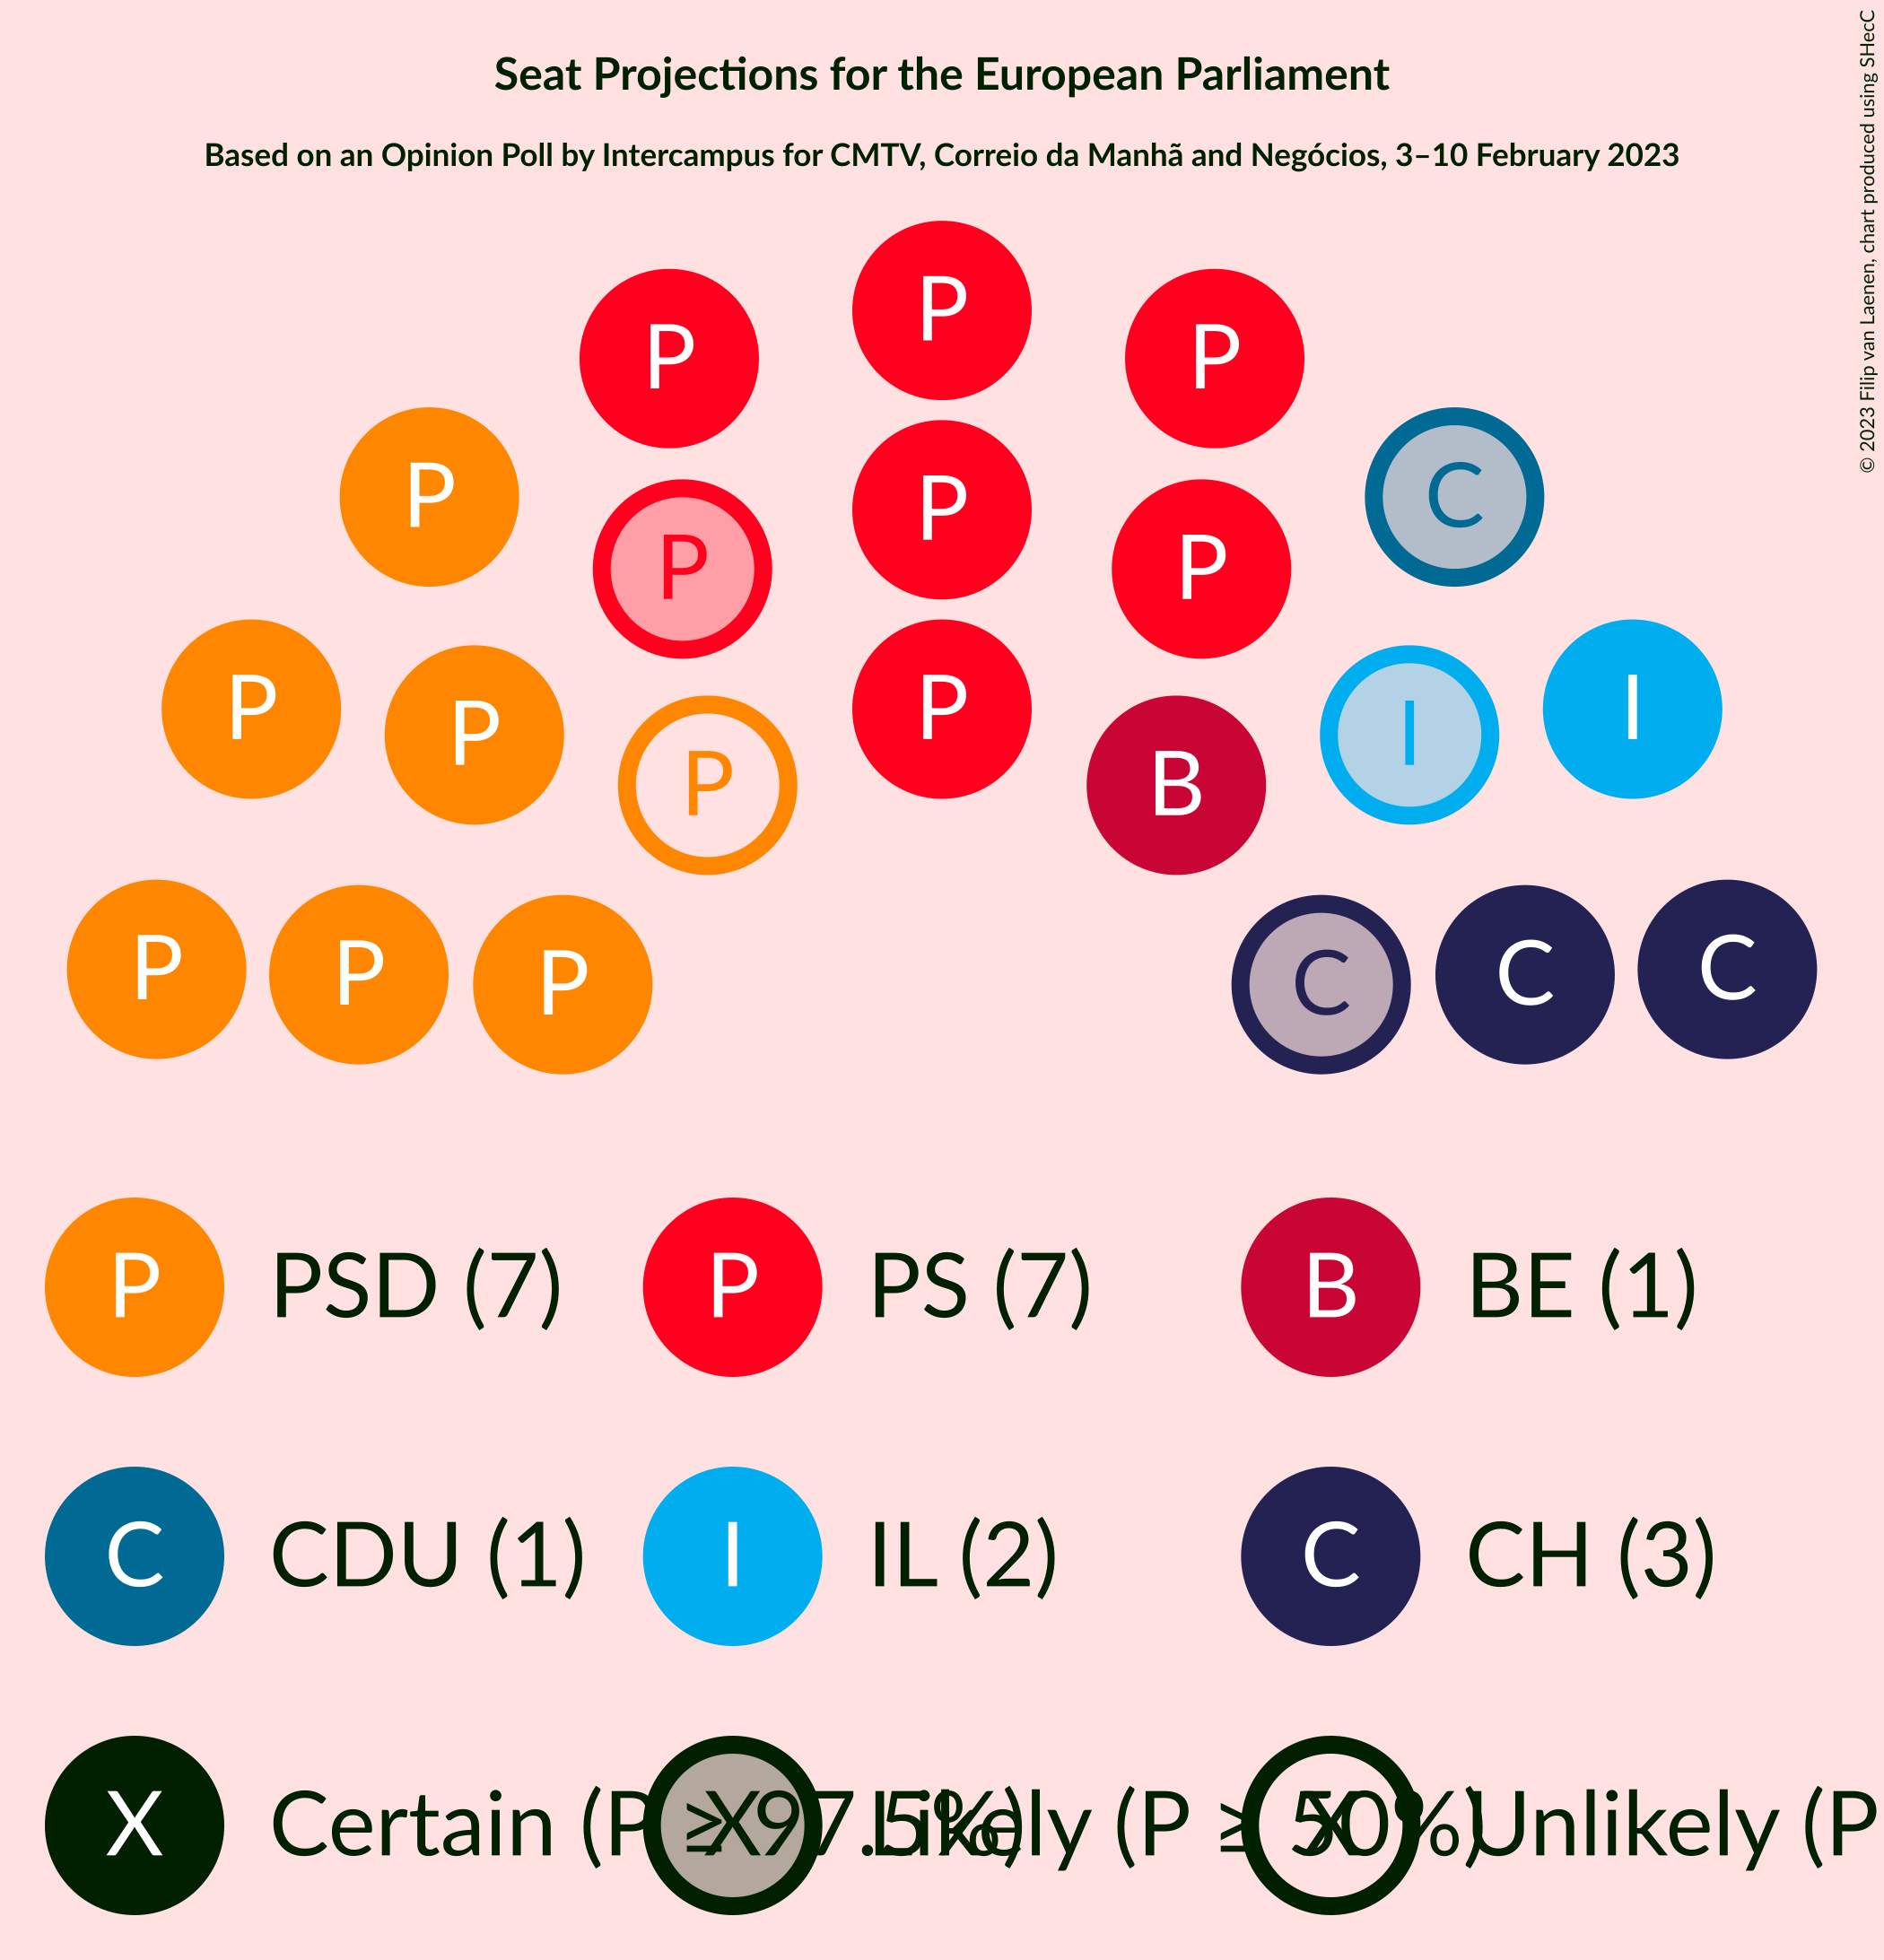 Seat Projections for the European Parliament
Based on an Opinion Poll by Intercampus for CMTV, Correio da Manhã and Negócios, 3–10 February 2023
© 2023 Filip van Laenen, chart produced using SHecC
P
P P
P C
P
P P
P
P I
P P
I
P B
P C
P C
P C
P PSD (7) P PS (7) B BE (1)
C CDU (1) I IL (2) C CH (3)
X Certain (P ≥ 97.5%) X Likely (P ≥ 50%) X Unlikely (P